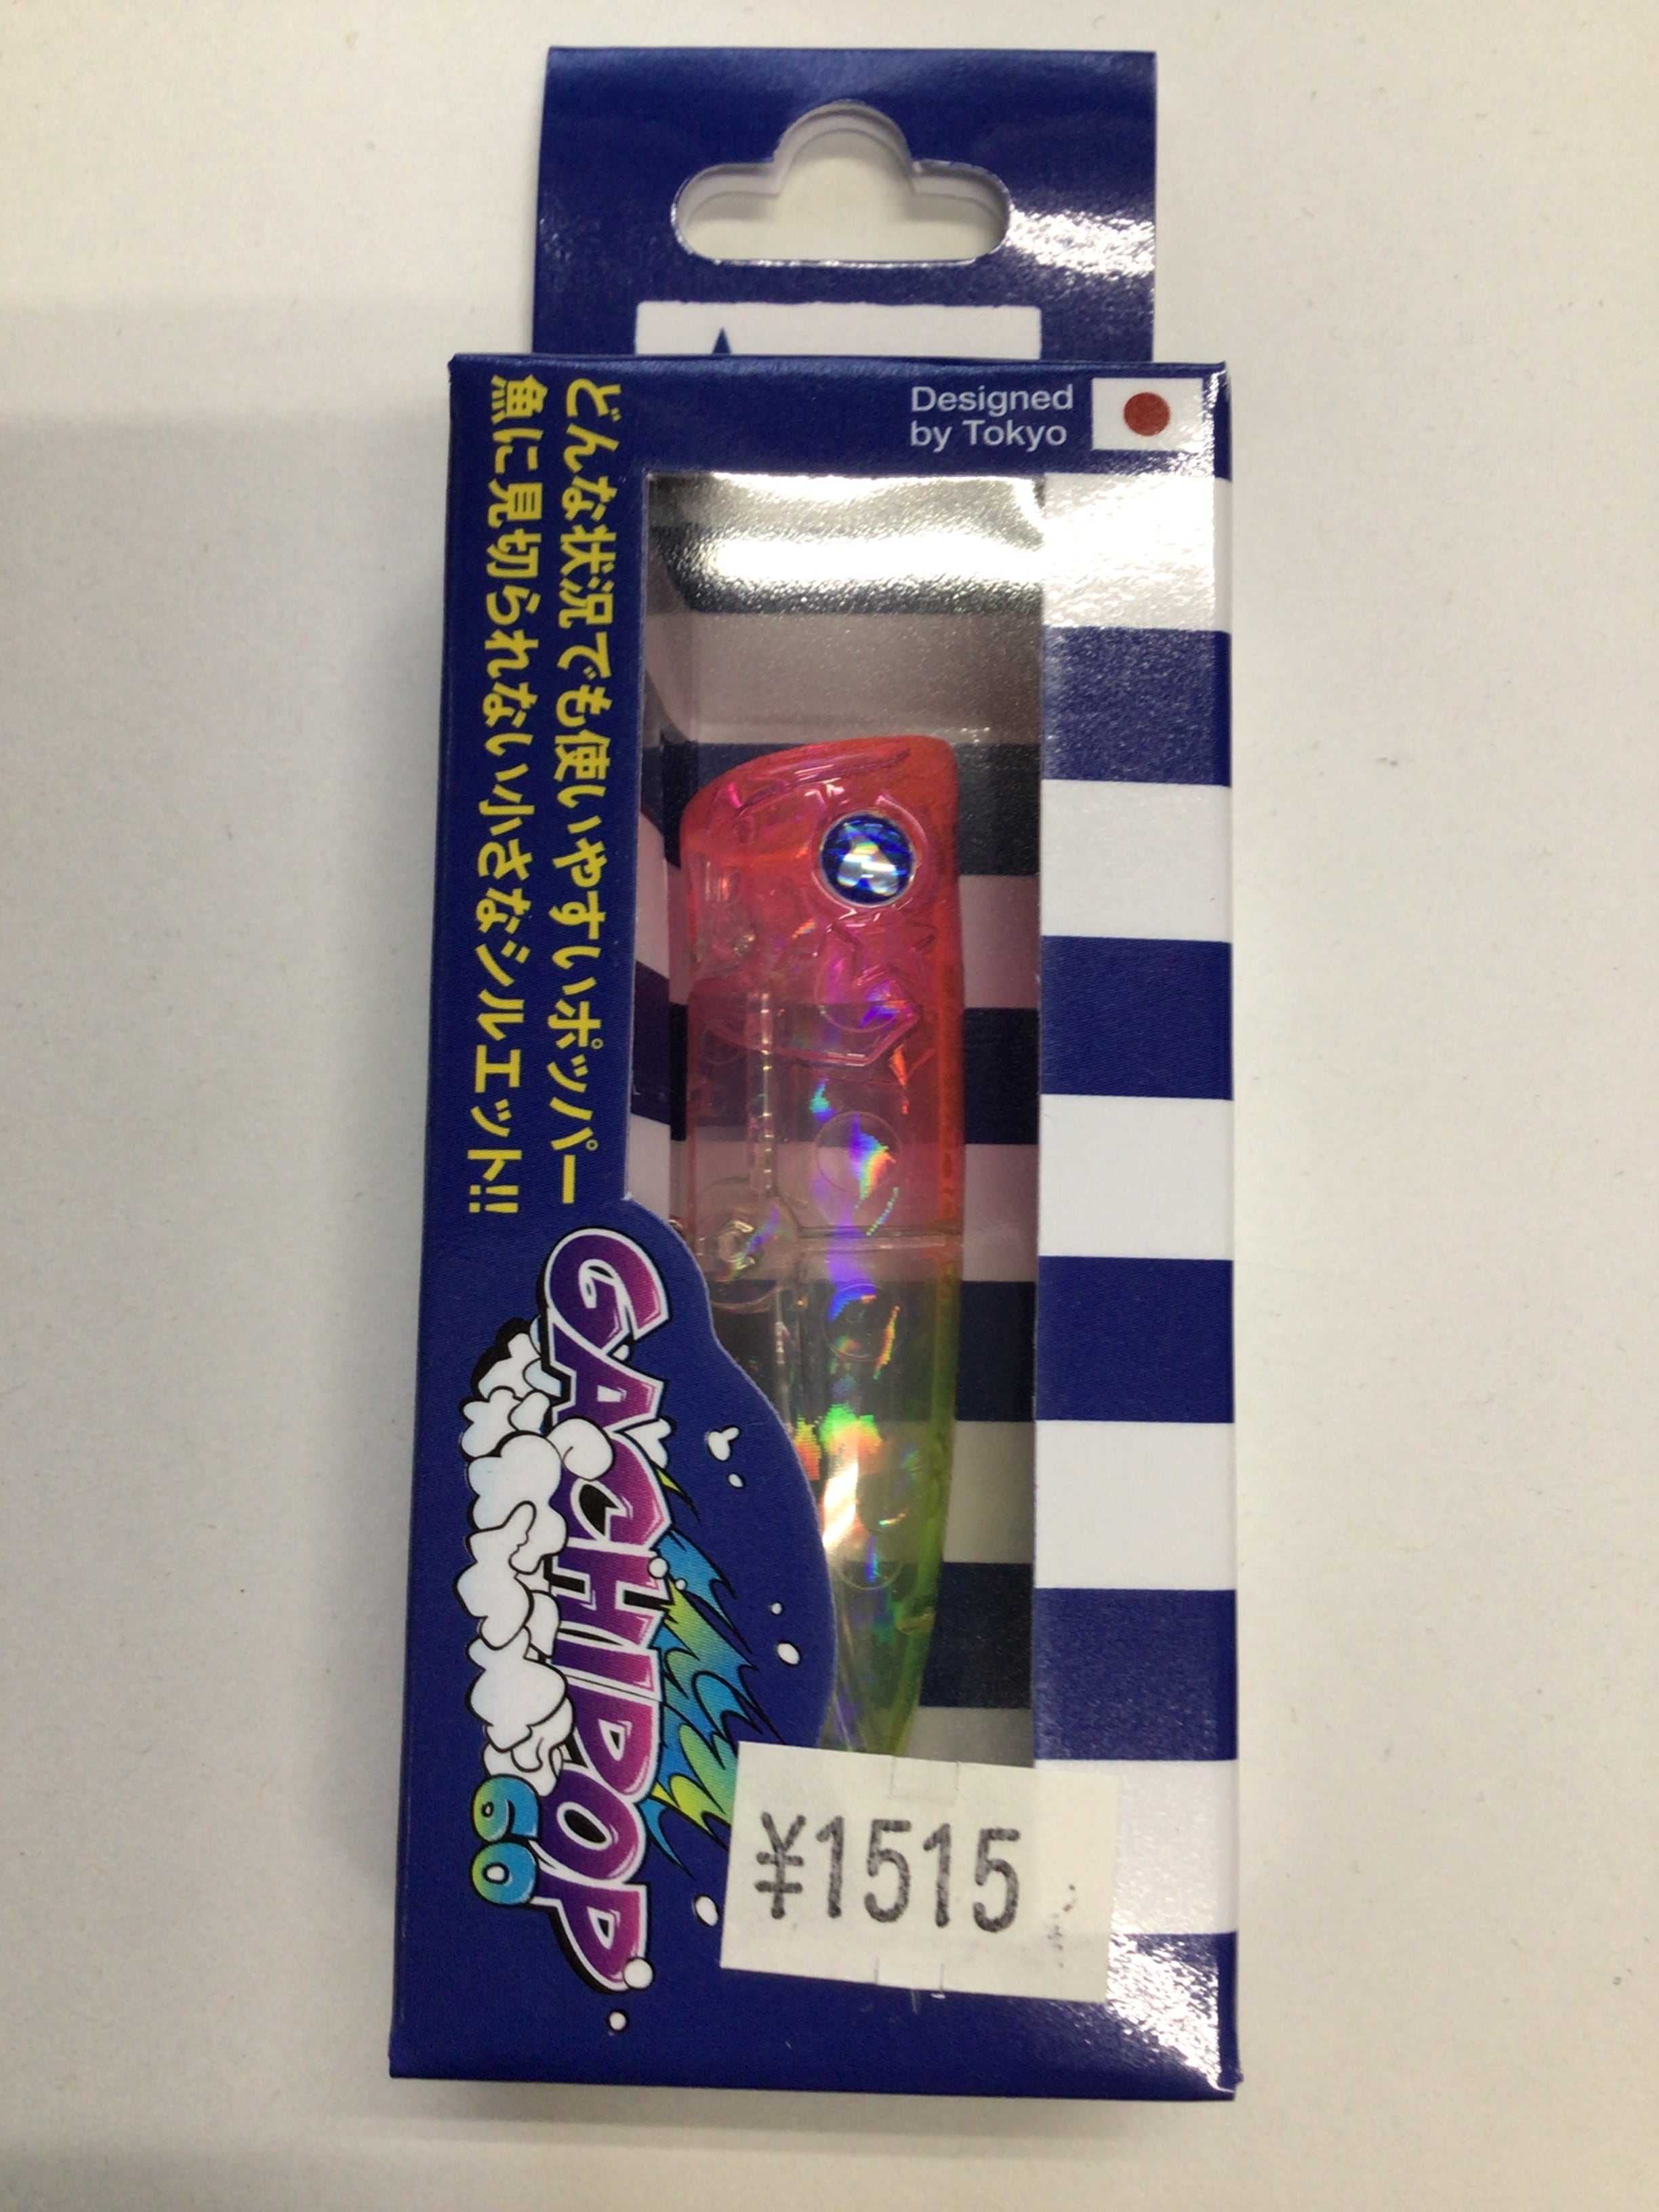 Designed
by Tokyo
どんな状況でも使いやすいポッパー
魚に見切られない小さなシルエット!!
GACHIPOP
60
¥1515